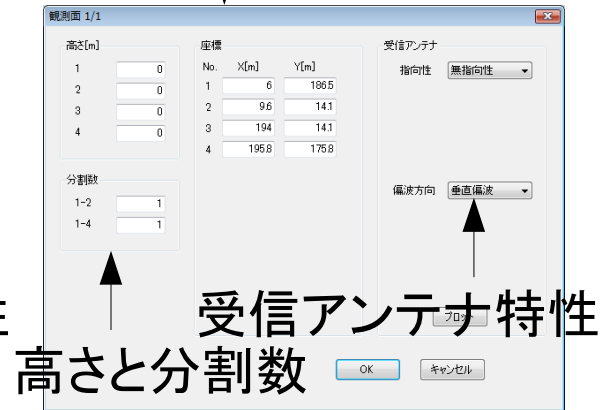 観測面 1/1
高さ[m]
1 0
2 0
3 0
4 0
分割数
1-2 1
1-4 1
座標
No. X[m] Y[m]
1 6 186.5
2 9.6 14.1
3 194 14.1
4 195.8 175.8
受信アンテナ
指向性 無指向性
偏波方向 垂直偏波
プロット
性
受信アンテナ特性
高さと分割数
OK キャンセル